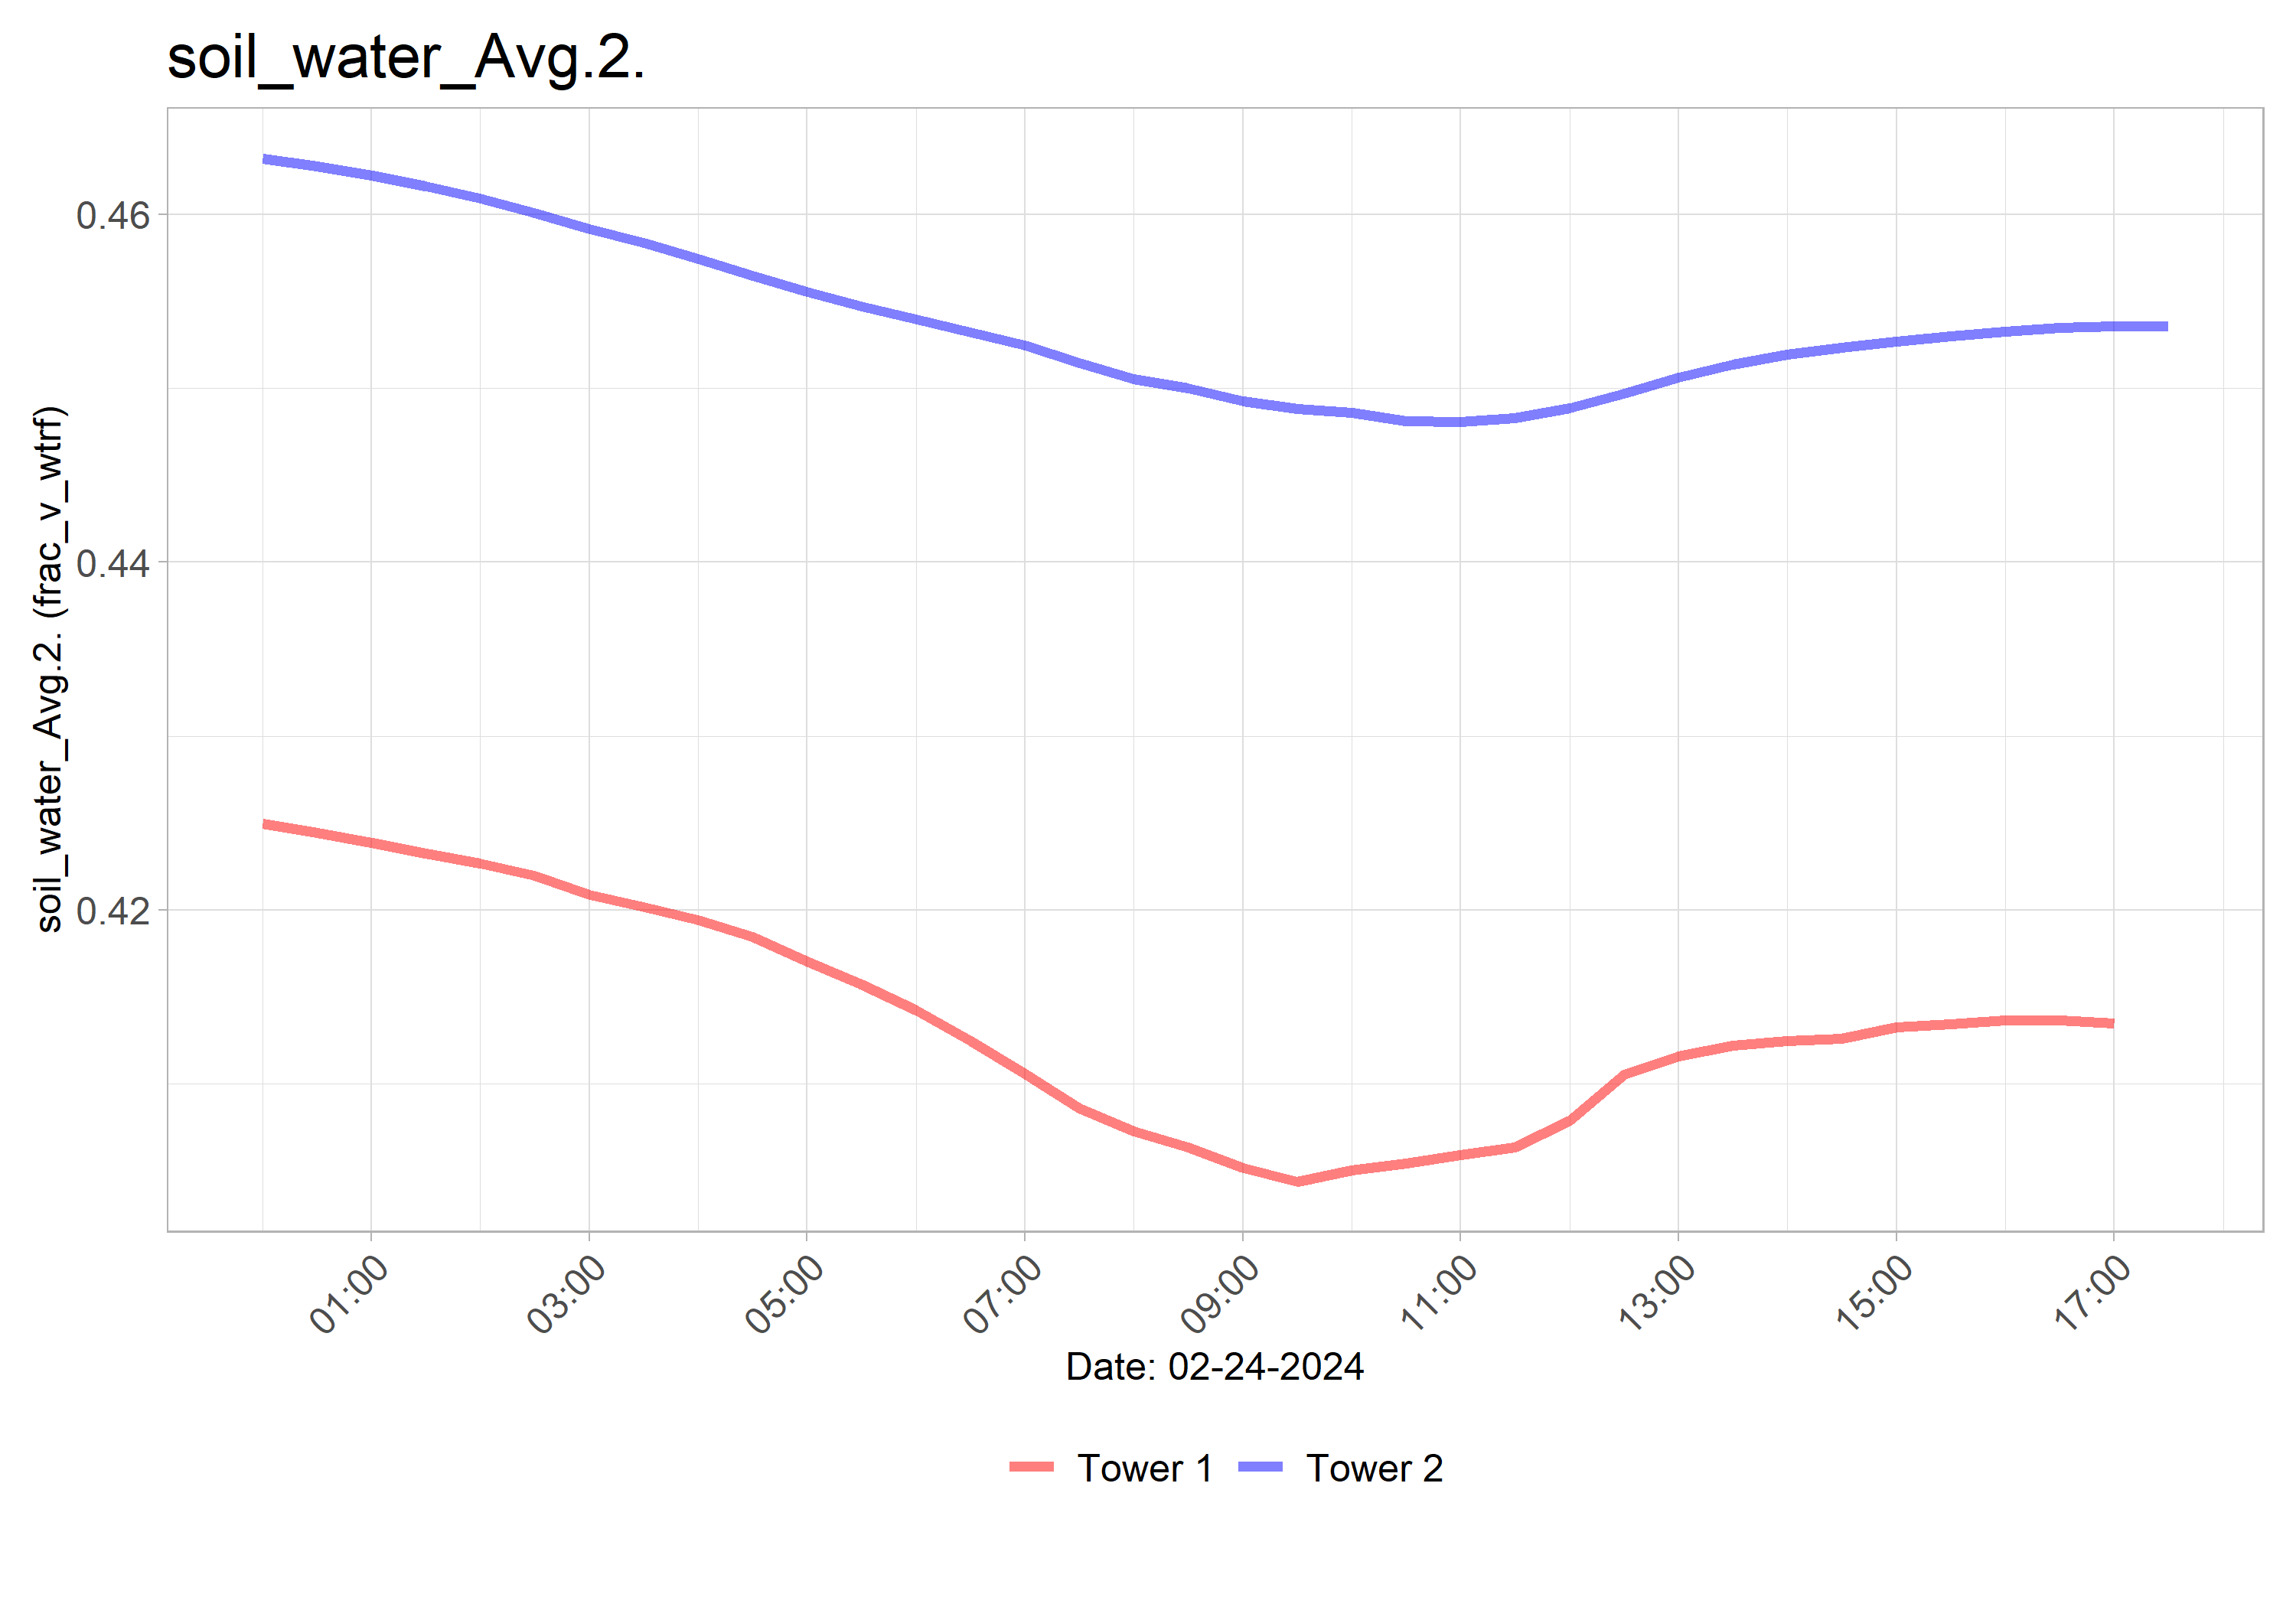 soil_water_Avg.2.
soil_water_Avg.2. (frac_v_wtrf)
0.46
0.44
0.42
01:00
03:00
05:00
07:00
09:00
11:00
13:00
15:00
17:00
Date: 02-24-2024
Tower 1
Tower 2